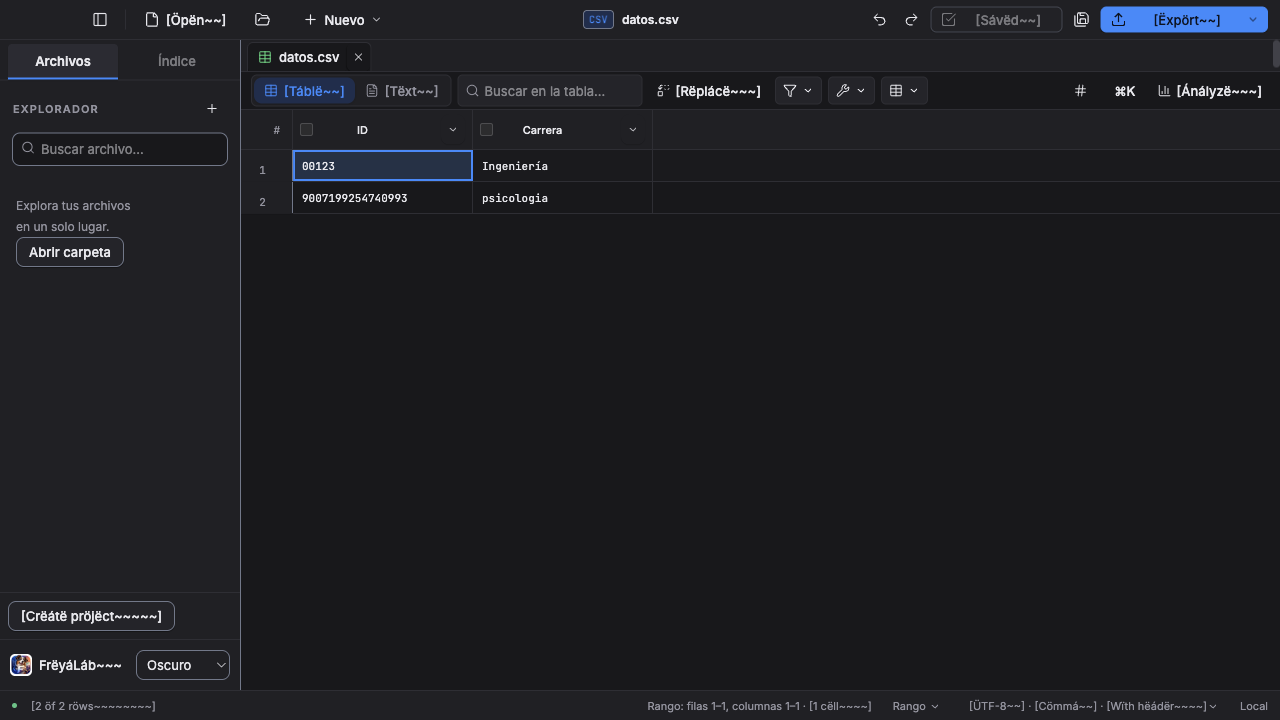 [Öpën~~] Nuevo CSV datos.csv [Sávëd~~] [Ëxpört~~]
Archivos Índice
datos.csv
[Táblë~~] [Tëxt~~] Buscar en la tabla... [Rëplácë~~~] ⌘K [Ánályzë~~~]
EXPLORADOR +
Buscar archivo...
Explora tus archivos
en un solo lugar.
Abrir carpeta
# ID Carrera
1 00123 Ingeniería
2 9007199254740993 psicologia
[Crëátë pröjëct~~~~~]
FrëyáLáb~~~ Oscuro
[2 öf 2 röws~~~~~~~~] Rango: filas 1–1, columnas 1–1 · [1 cëll~~~~] Rango [ÜTF-8~~] · [Cömmá~~] · [Wíth hëádër~~~~] Local